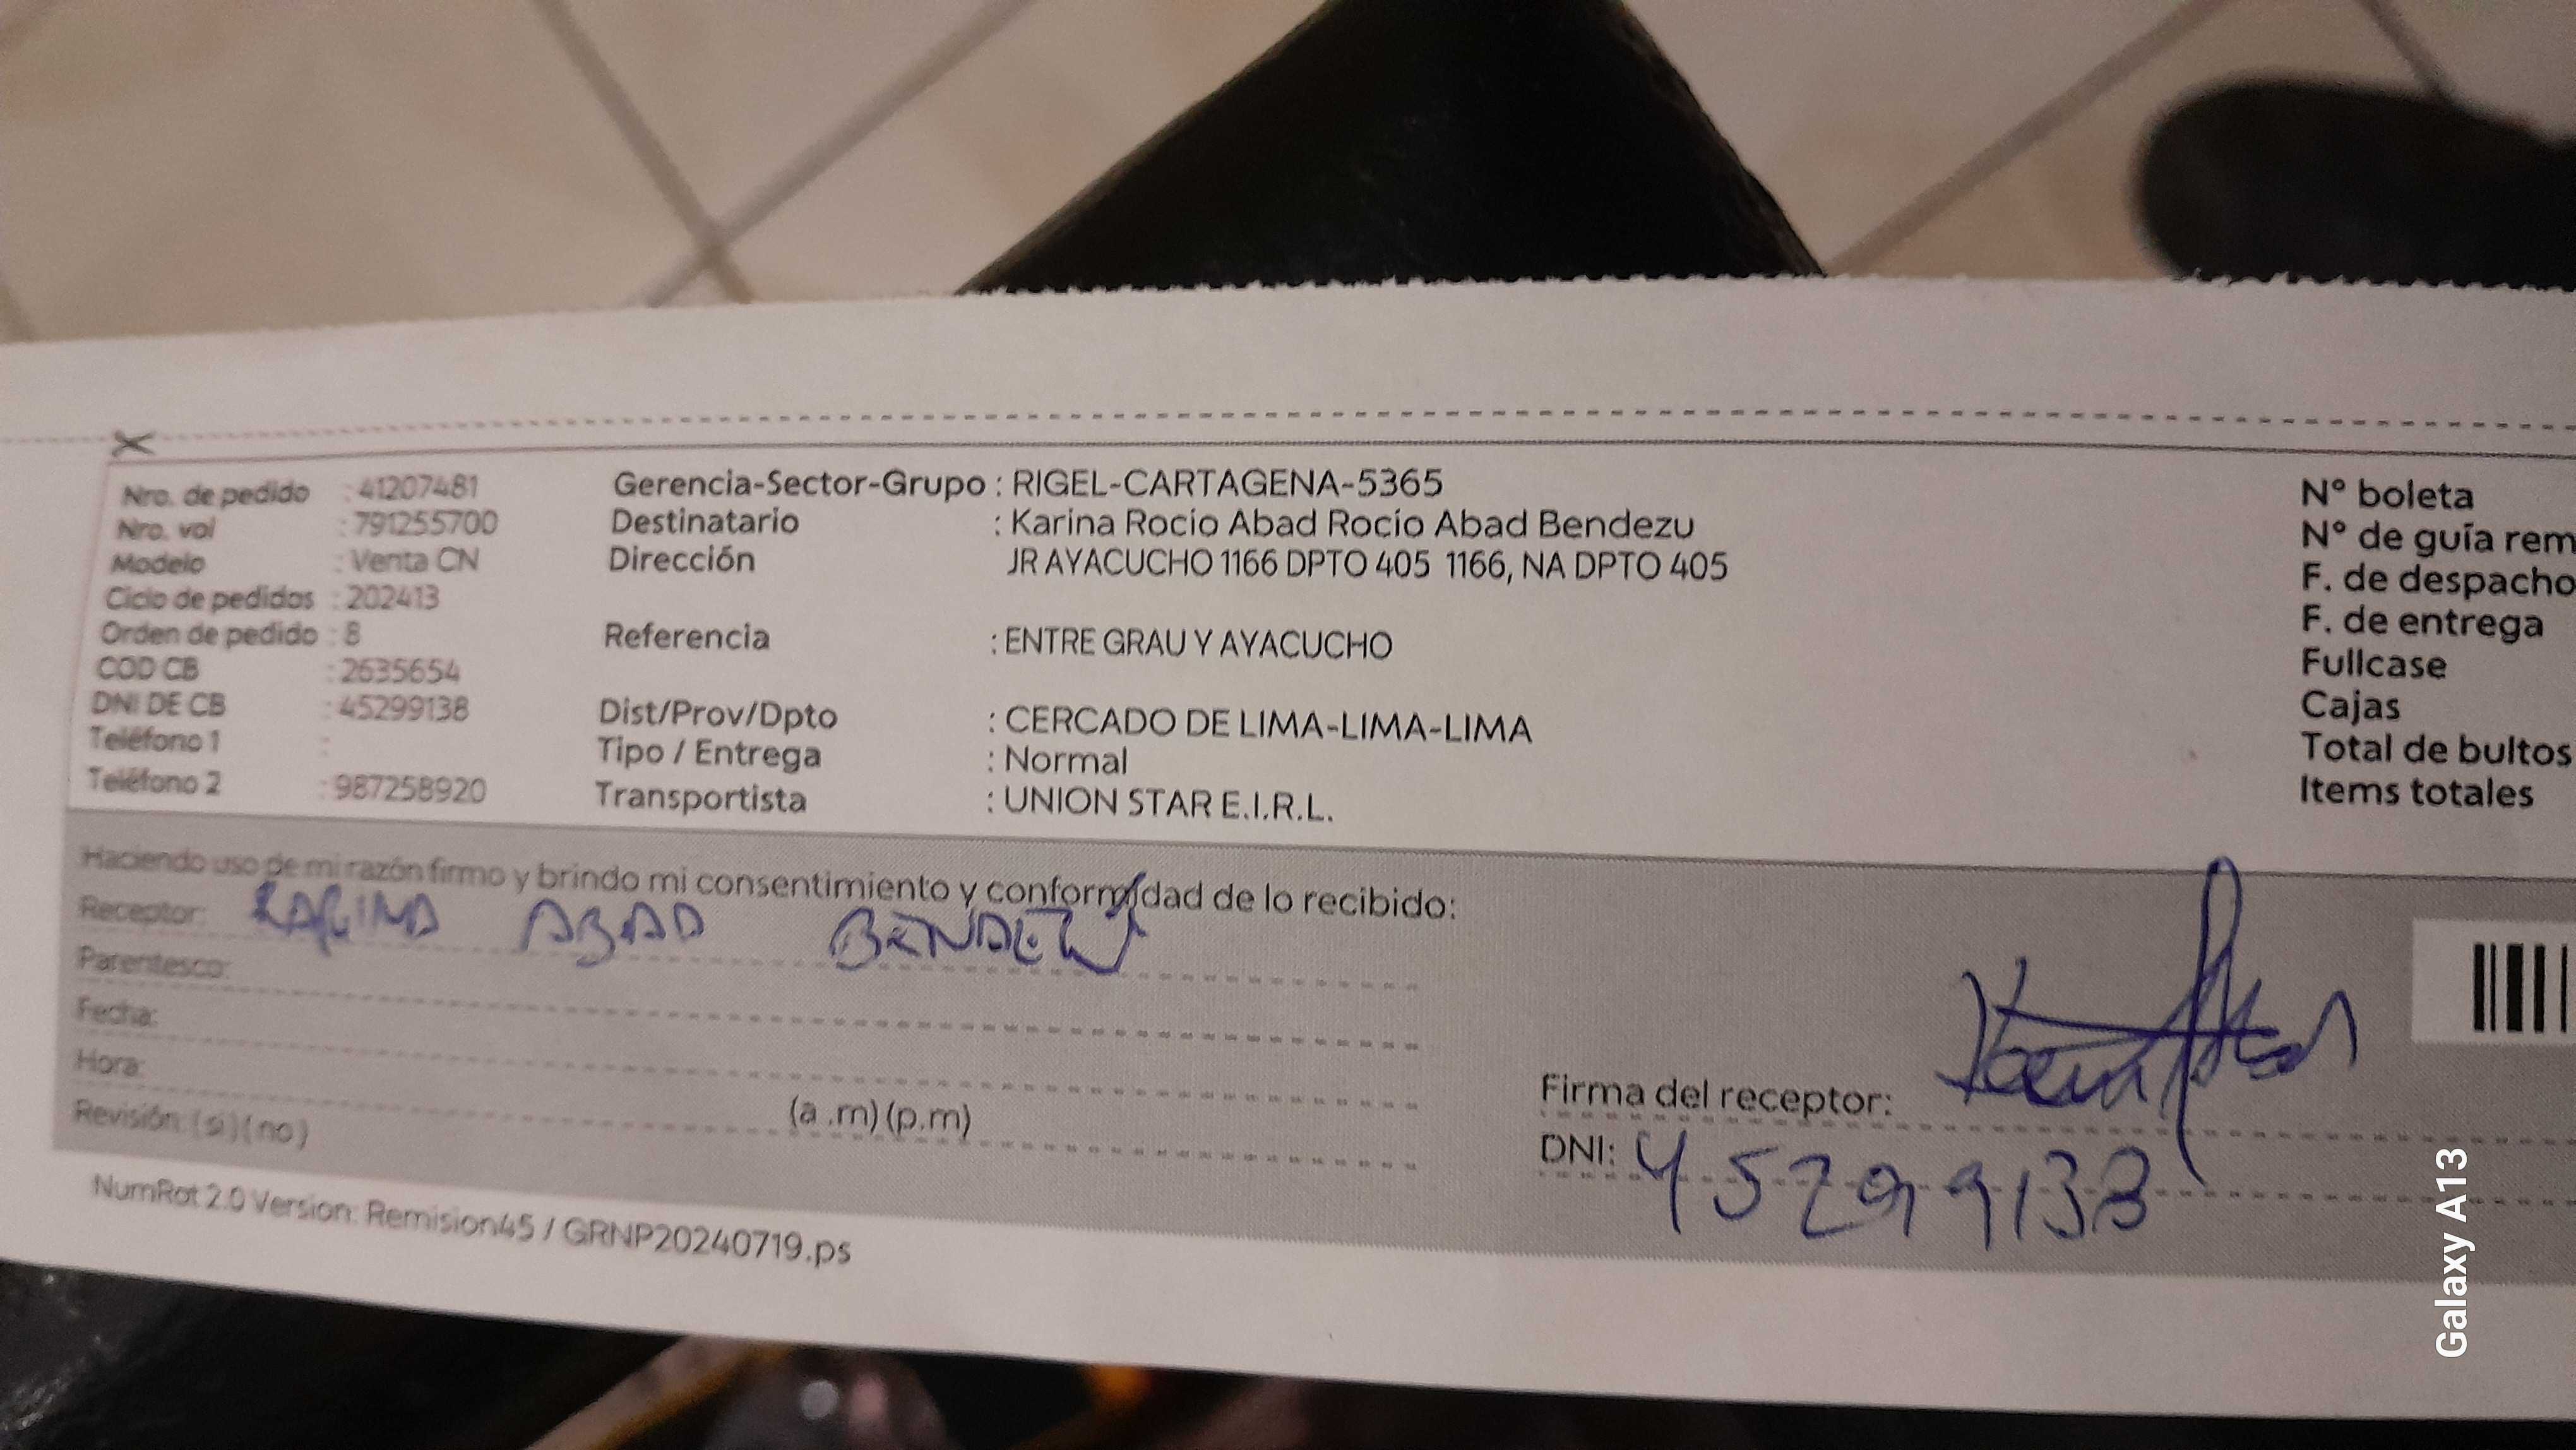 Nro. de pedido : 41207481
Nro. vol : 791255700
Modelo : Venta CN
Ciclo de pedidos : 202413
Orden de pedido : 8
COD CB : 2635654
DNI DE CB : 45299138
Teléfono 1 :
Teléfono 2 : 987258920
Gerencia-Sector-Grupo : RIGEL-CARTAGENA-5365
Destinatario : Karina Rocio Abad Rocio Abad Bendezu
Dirección JR AYACUCHO 1166 DPTO 405 1166, NA DPTO 405
Referencia : ENTRE GRAU Y AYACUCHO
Dist/Prov/Dpto : CERCADO DE LIMA-LIMA-LIMA
Tipo / Entrega : Normal
Transportista : UNION STAR E.I.R.L.
N° boleta
N° de guía rem
F. de despacho
F. de entrega
Fullcase
Cajas
Total de bultos
Items totales
Haciendo uso de mi razón firmo y brindo mi consentimiento y conformidad de lo recibido:
Receptor: KARINA ABAD BENDEZU
Parentesco:
Fecha:
Hora: (a .m) (p.m)
Revisión: (si) (no)
Firma del receptor:
DNI: 45299138
NumRot 2.0 Version: Remision45 / GRNP20240719.ps
Galaxy A13